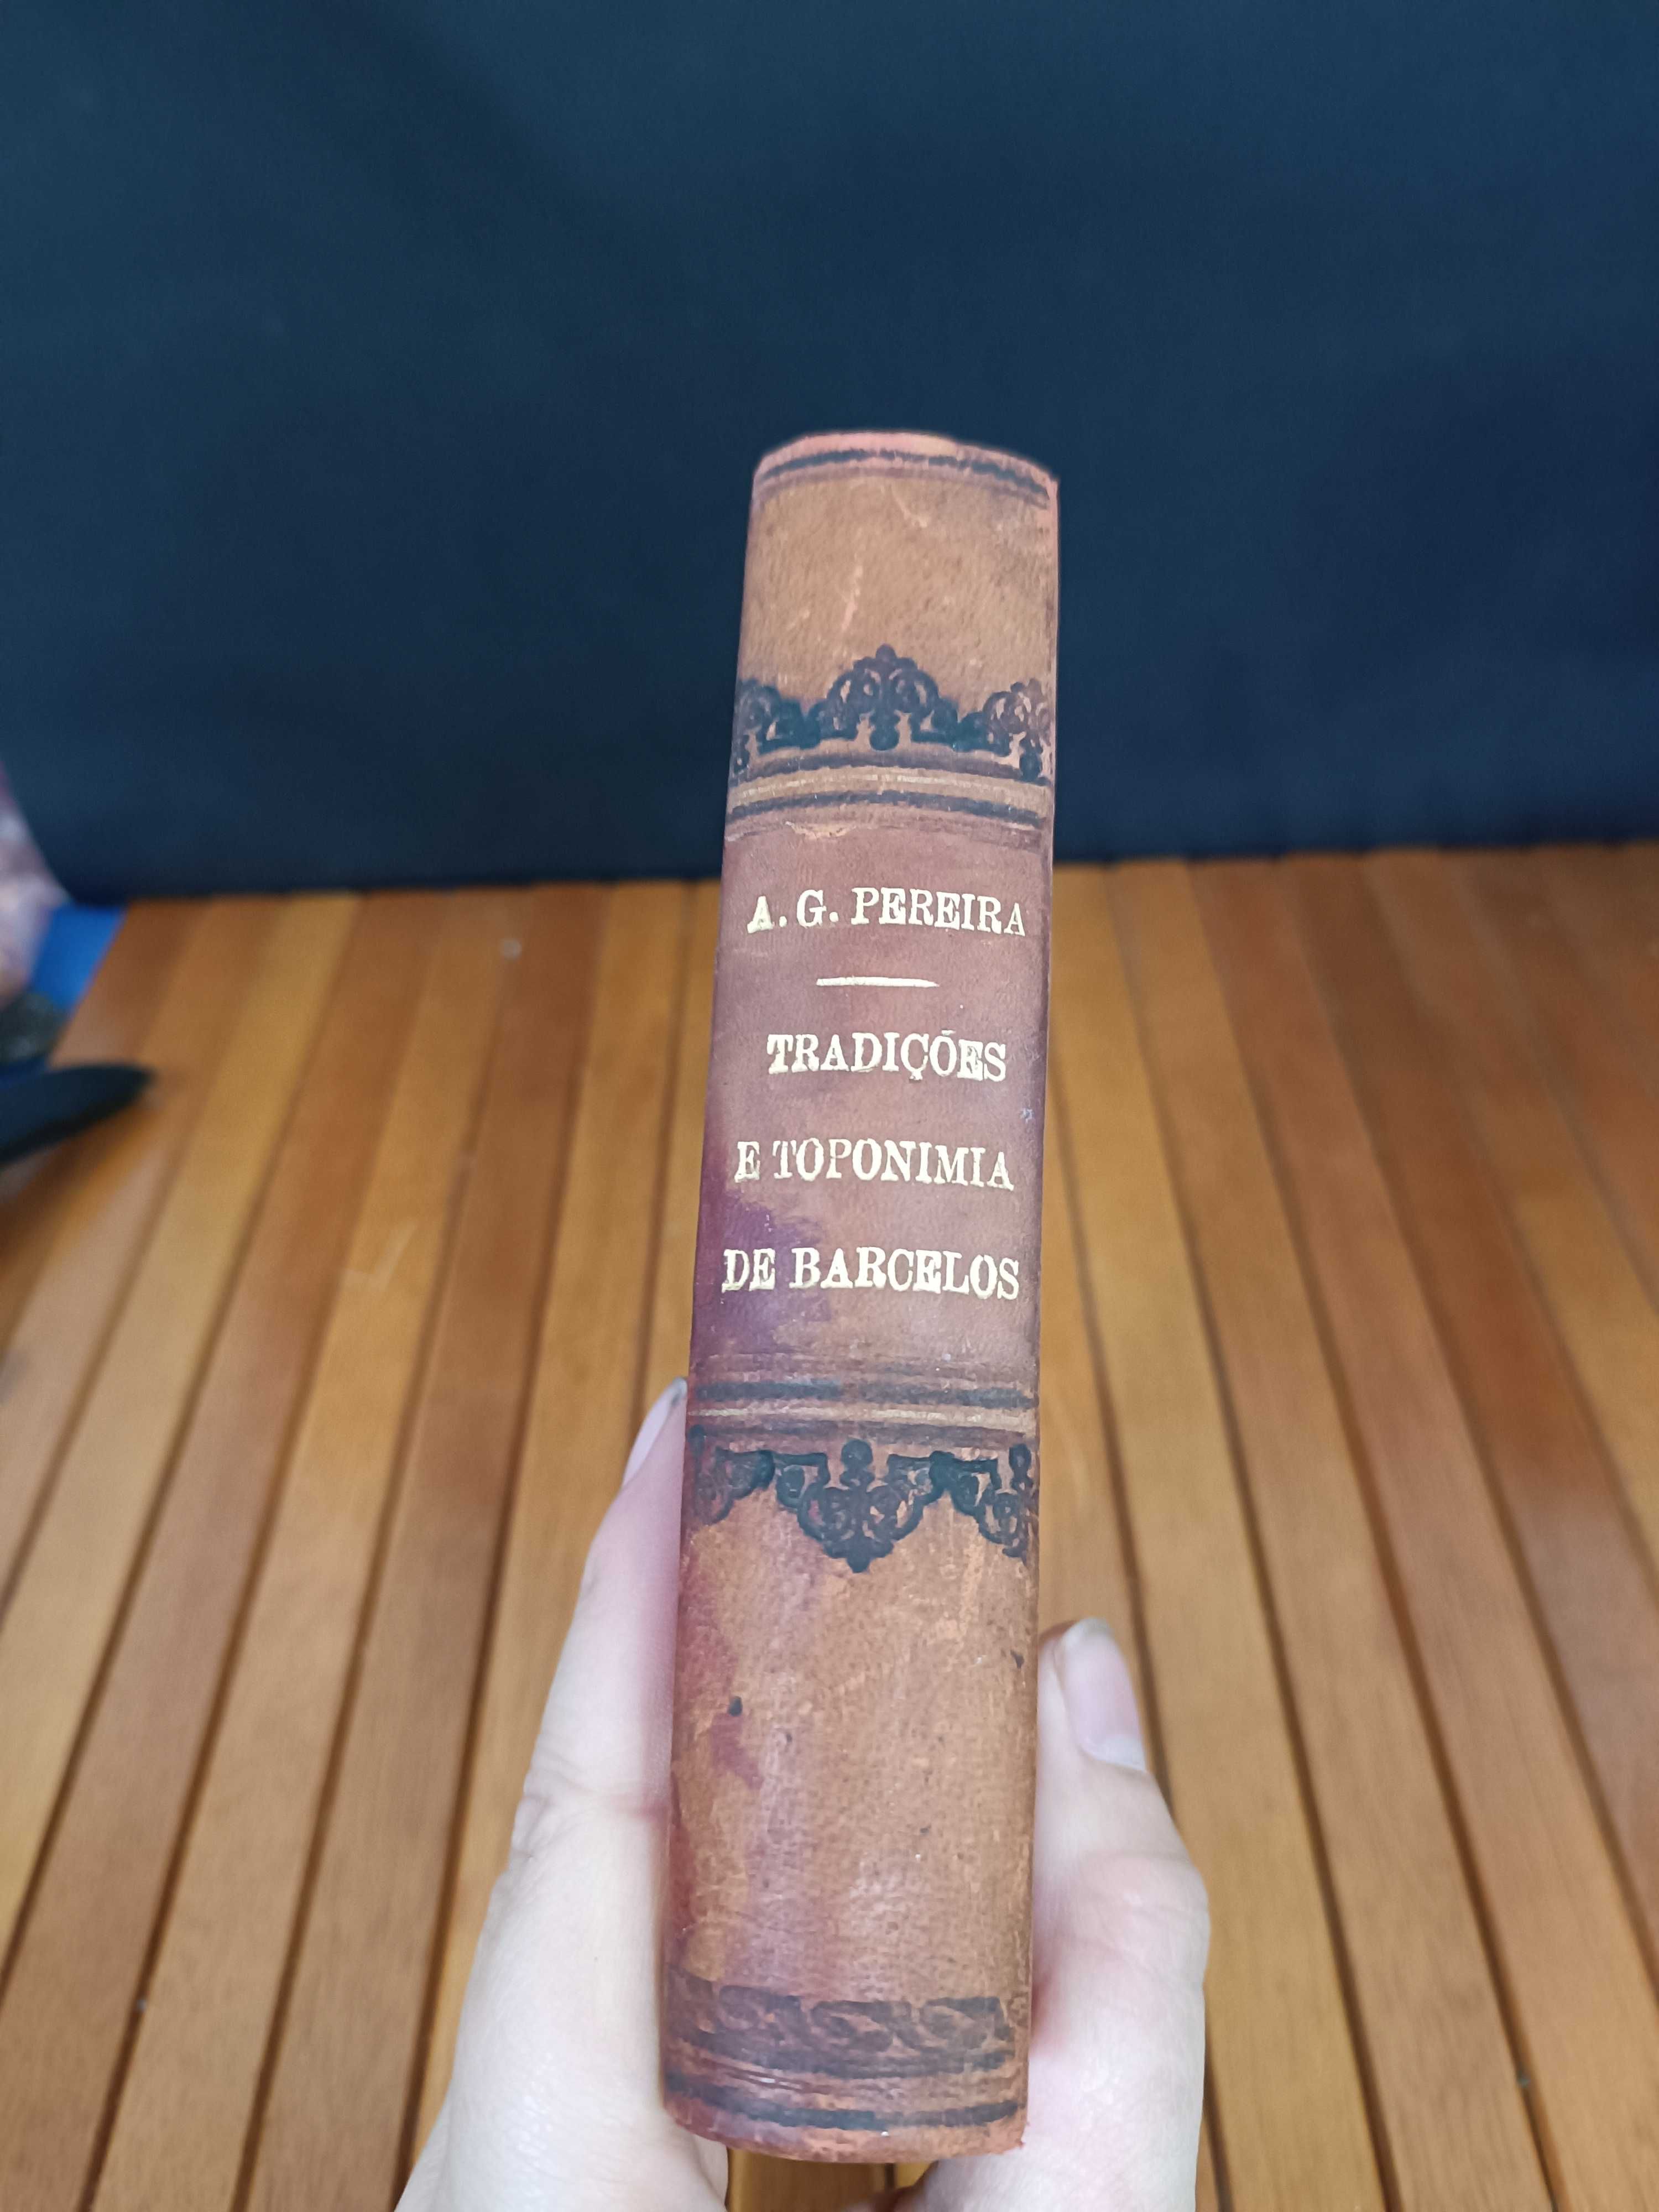 A. G. PEREIRA
TRADIÇÕES
E TOPONIMIA
DE BARCELOS